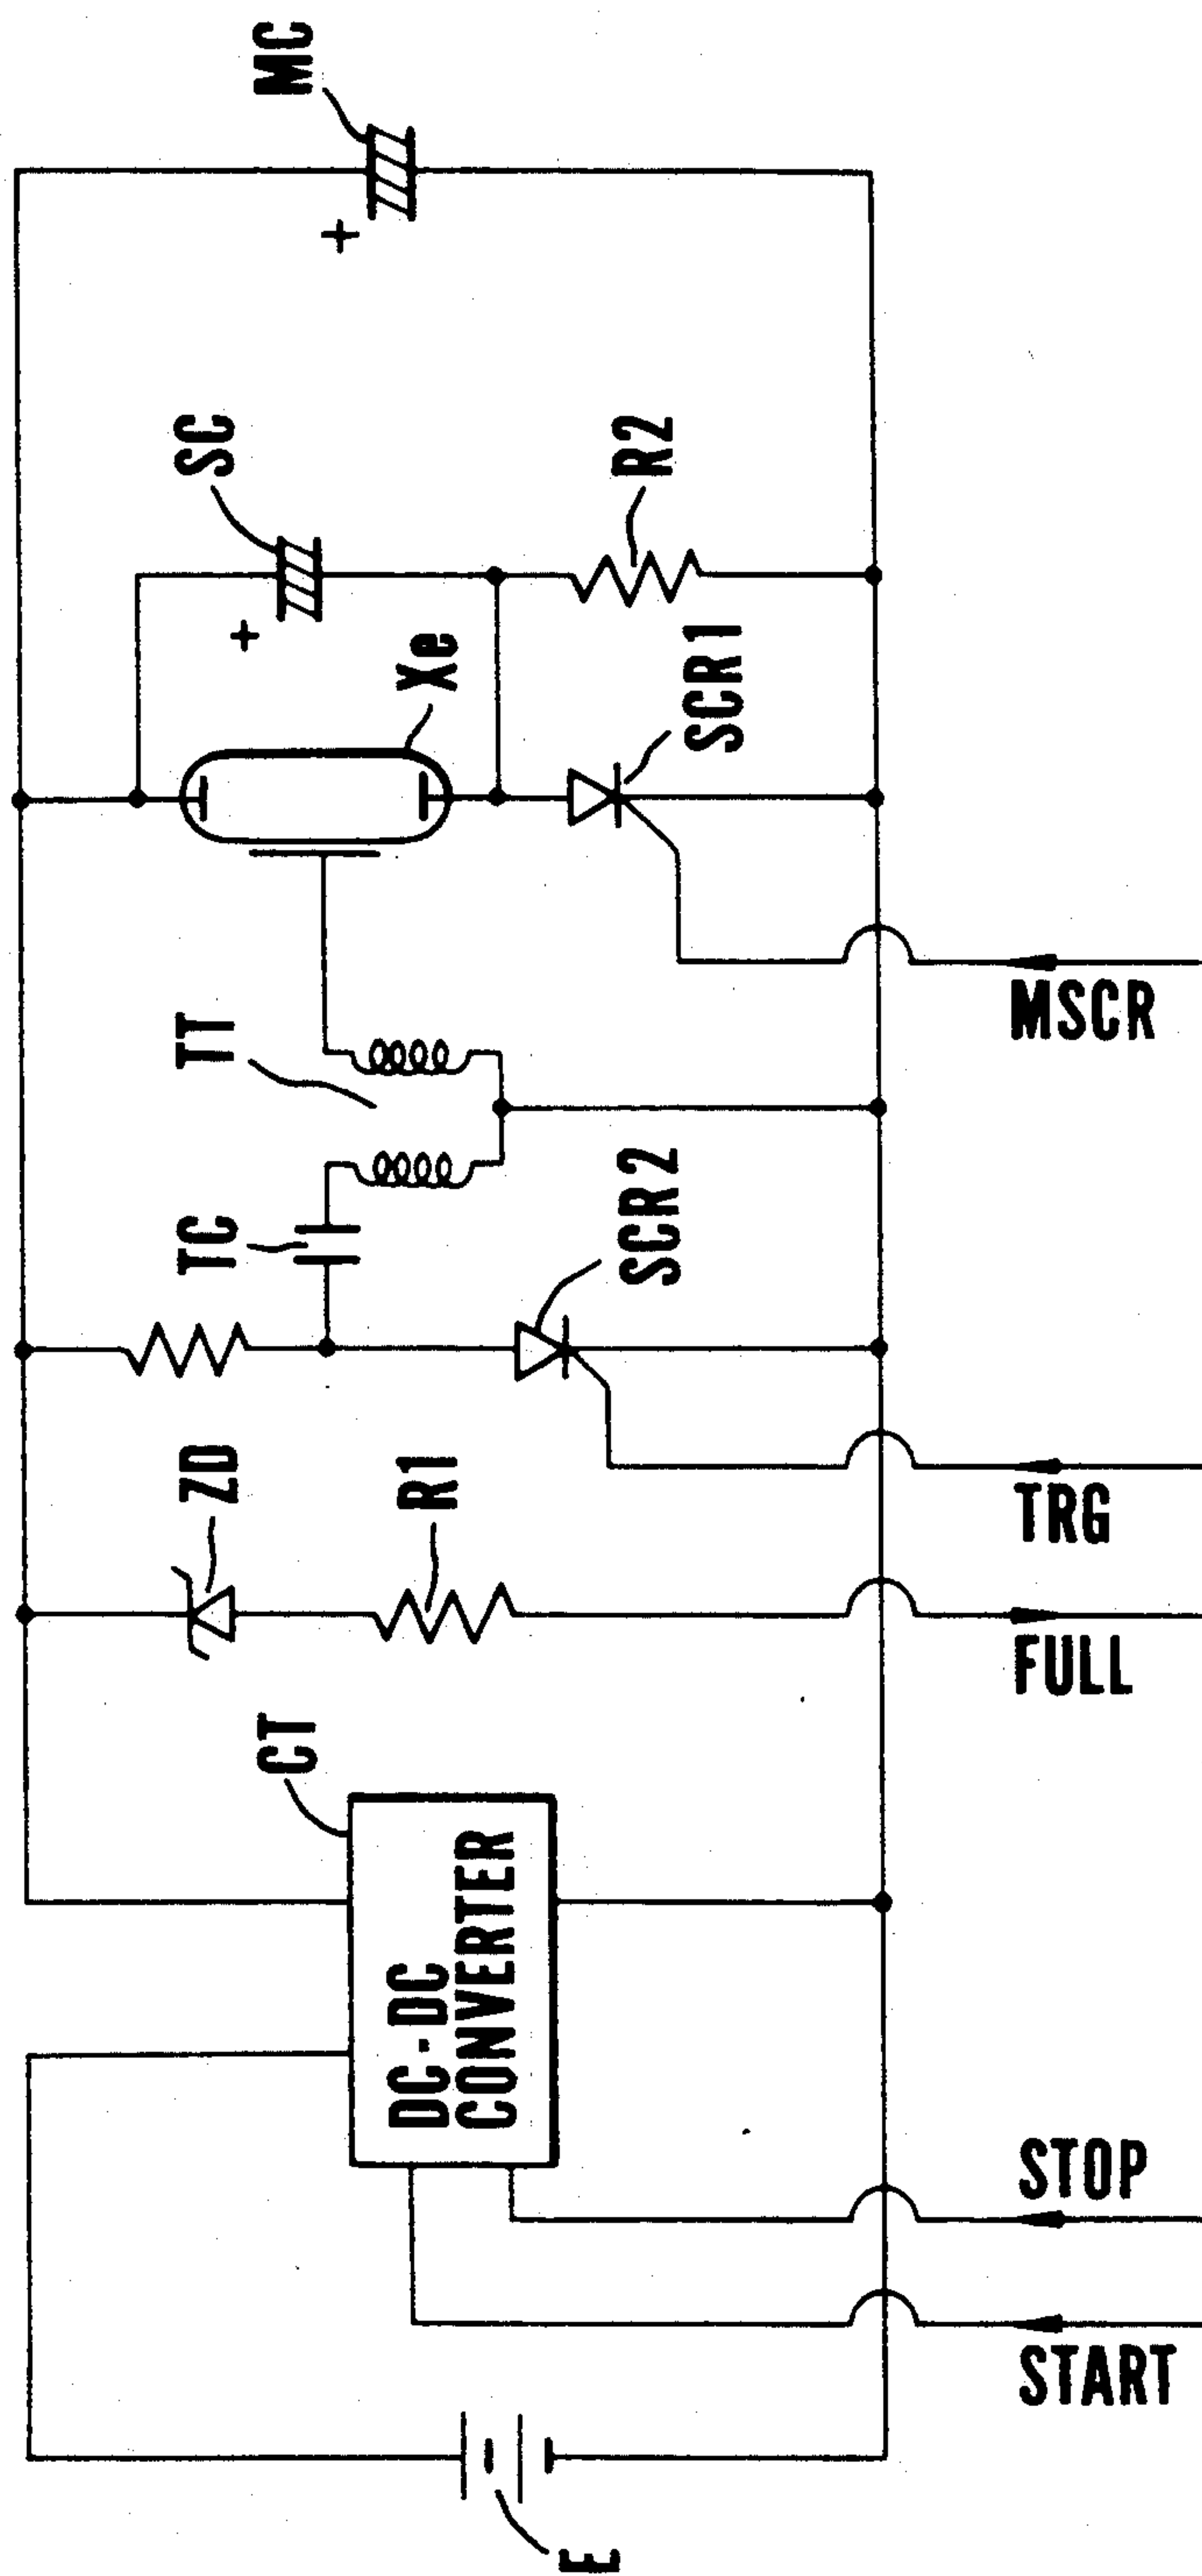 E
START
STOP
DC-DC
CONVERTER
CT
FULL
ZD
R1
TRG
TC
SCR2
TT
MSCR
Xe
SCR1
SC
+
R2
MC
+